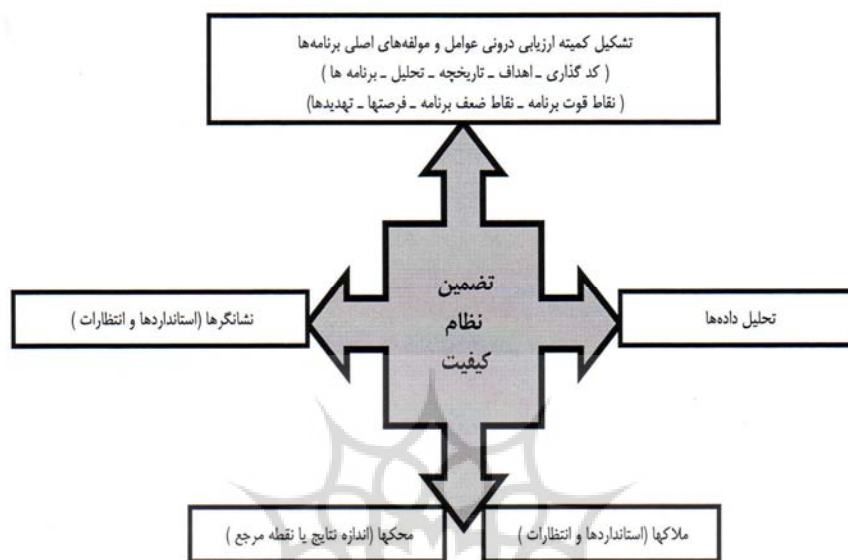 تشکیل کمیته ارزیابی درونی عوامل و مولفه‌های اصلی برنامه‌ها
( کد گذاری ـ اهداف ـ تاریخچه ـ تحلیل ـ برنامه ها )
( نقاط قوت برنامه ـ نقاط ضعف برنامه ـ فرصتها ـ تهدیدها)
تضمین
نظام
کیفیت
تحلیل داده‌ها
نشانگرها (استانداردها و انتظارات )
ملاکها (استانداردها و انتظارات )
محکها (اندازه نتایج یا نقطه مرجع )